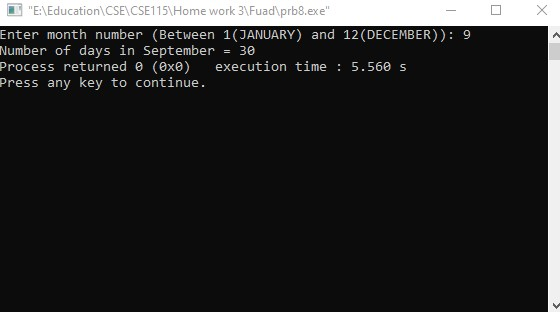 "E:\Education\CSE\CSE115\Home work 3\Fuad\prb8.exe"
Enter month number (Between 1(JANUARY) and 12(DECEMBER)): 9
Number of days in September = 30
Process returned 0 (0x0)   execution time : 5.560 s
Press any key to continue.